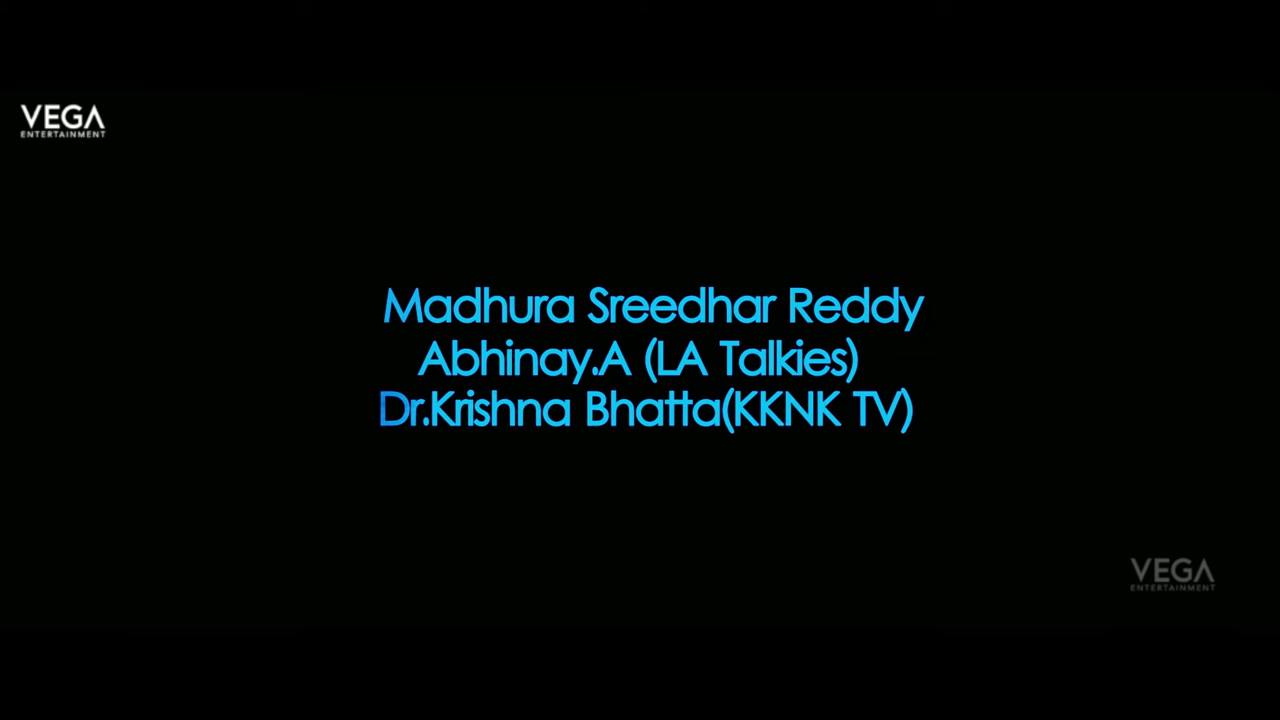 VEGA
ENTERTAINMENT
Madhura Sreedhar Reddy
Abhinay.A (LA Talkies)
Dr.Krishna Bhatta(KKNK TV)
VEGA
ENTERTAINMENT